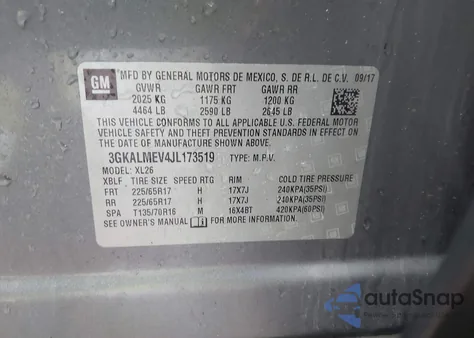 GM
MFD BY GENERAL MOTORS DE MEXICO, S. DE R.L. DE C.V. 09/17
GVWR GAWR FRT GAWR RR
2025 KG 1175 KG 1200 KG
4464 LB 2590 LB 2645 LB
THIS VEHICLE CONFORMS TO ALL APPLICABLE U.S. FEDERAL MOTOR
VEHICLE SAFETY AND THEFT PREVENTION STANDARDS IN EFFECT ON
THE DATE OF MANUFACTURE SHOWN ABOVE.
3GKALMEV4JL173519 TYPE: M.P.V.
MODEL: XL26
XBLF TIRE SIZE SPEED RTG RIM COLD TIRE PRESSURE
FRT 225/65R17 H 17X7J 240KPA(35PSI)
RR 225/65R17 H 17X7J 240KPA(35PSI)
SPA T135/70R16 M 16X4BT 420KPA(60PSI)
SEE OWNER'S MANUAL FOR MORE INFORMATION.
autoSnap